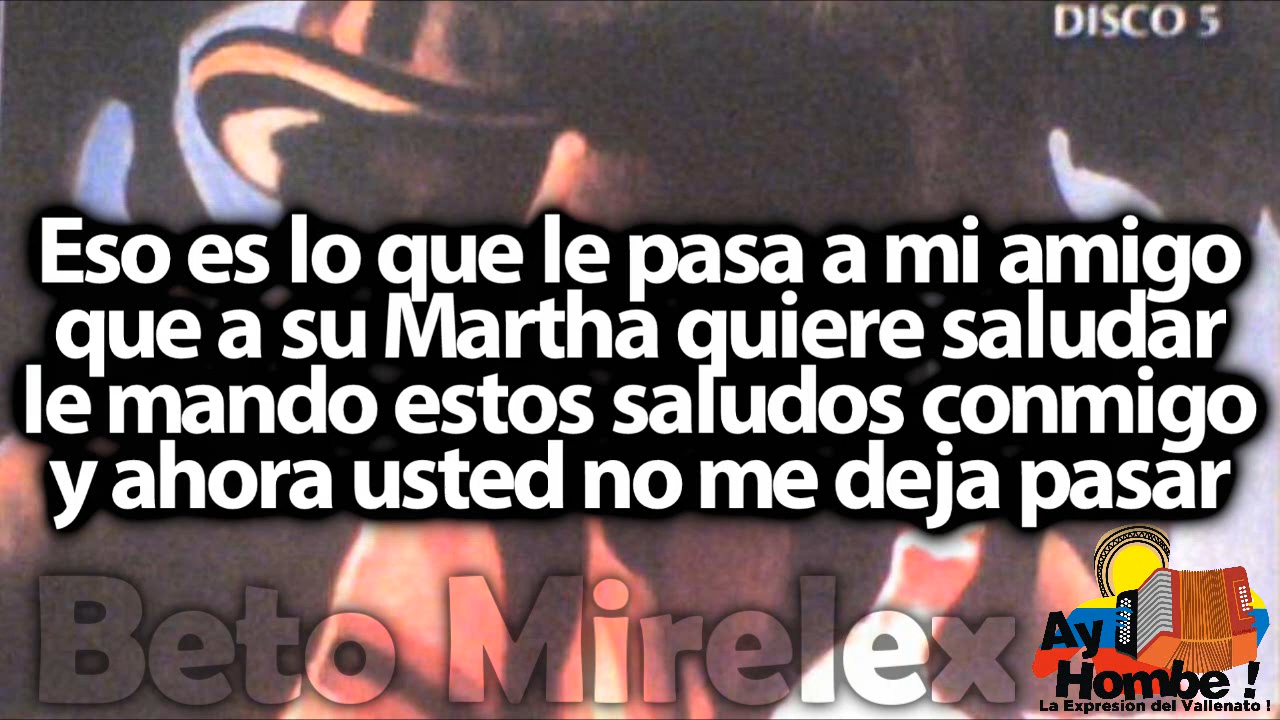 DISCO 5
Eso es lo que le pasa a mi amigo
que a su Martha quiere saludar
le mando estos saludos conmigo
y ahora usted no me deja pasar
Beto Mirelex
Ay
Hombe !
La Expresion del Vallenato !